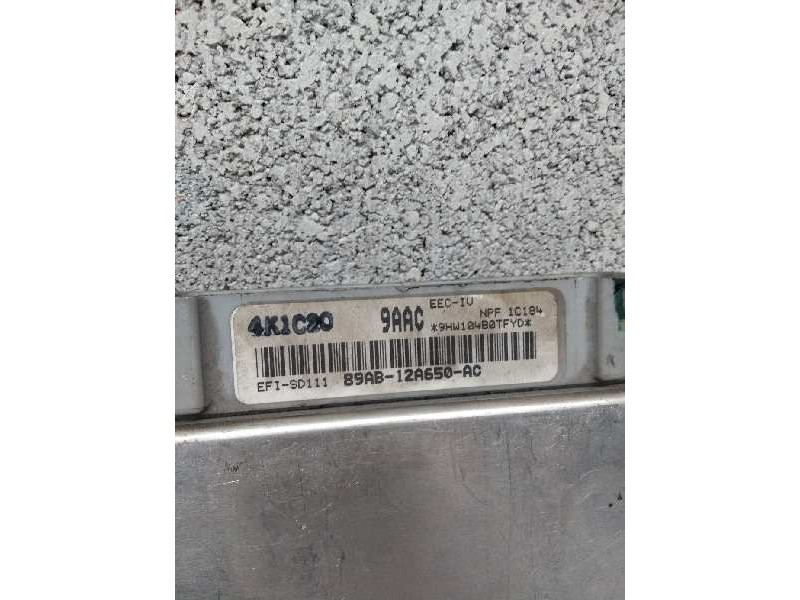 4K1C20 9AAC EEC-IV NPF 1C184
*9HW104B0TFYD*
EFI-SD111 89AB-12A650-AC